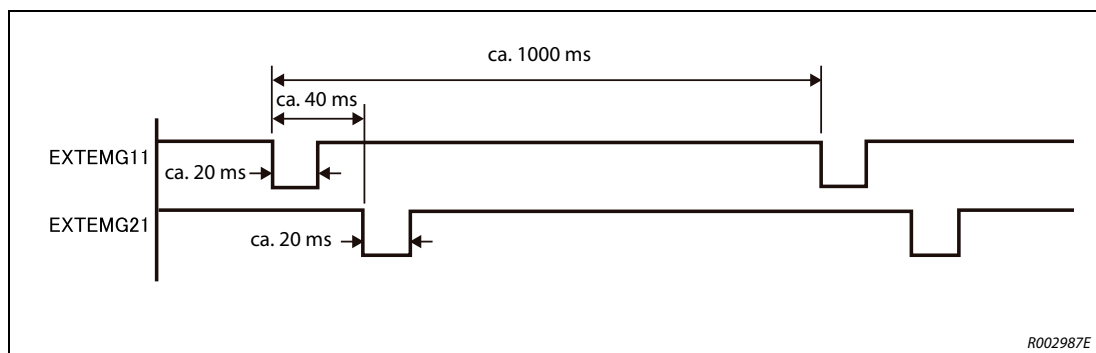 ca. 1000 ms
ca. 40 ms
EXTEMG11
ca. 20 ms
EXTEMG21
ca. 20 ms
R002987E